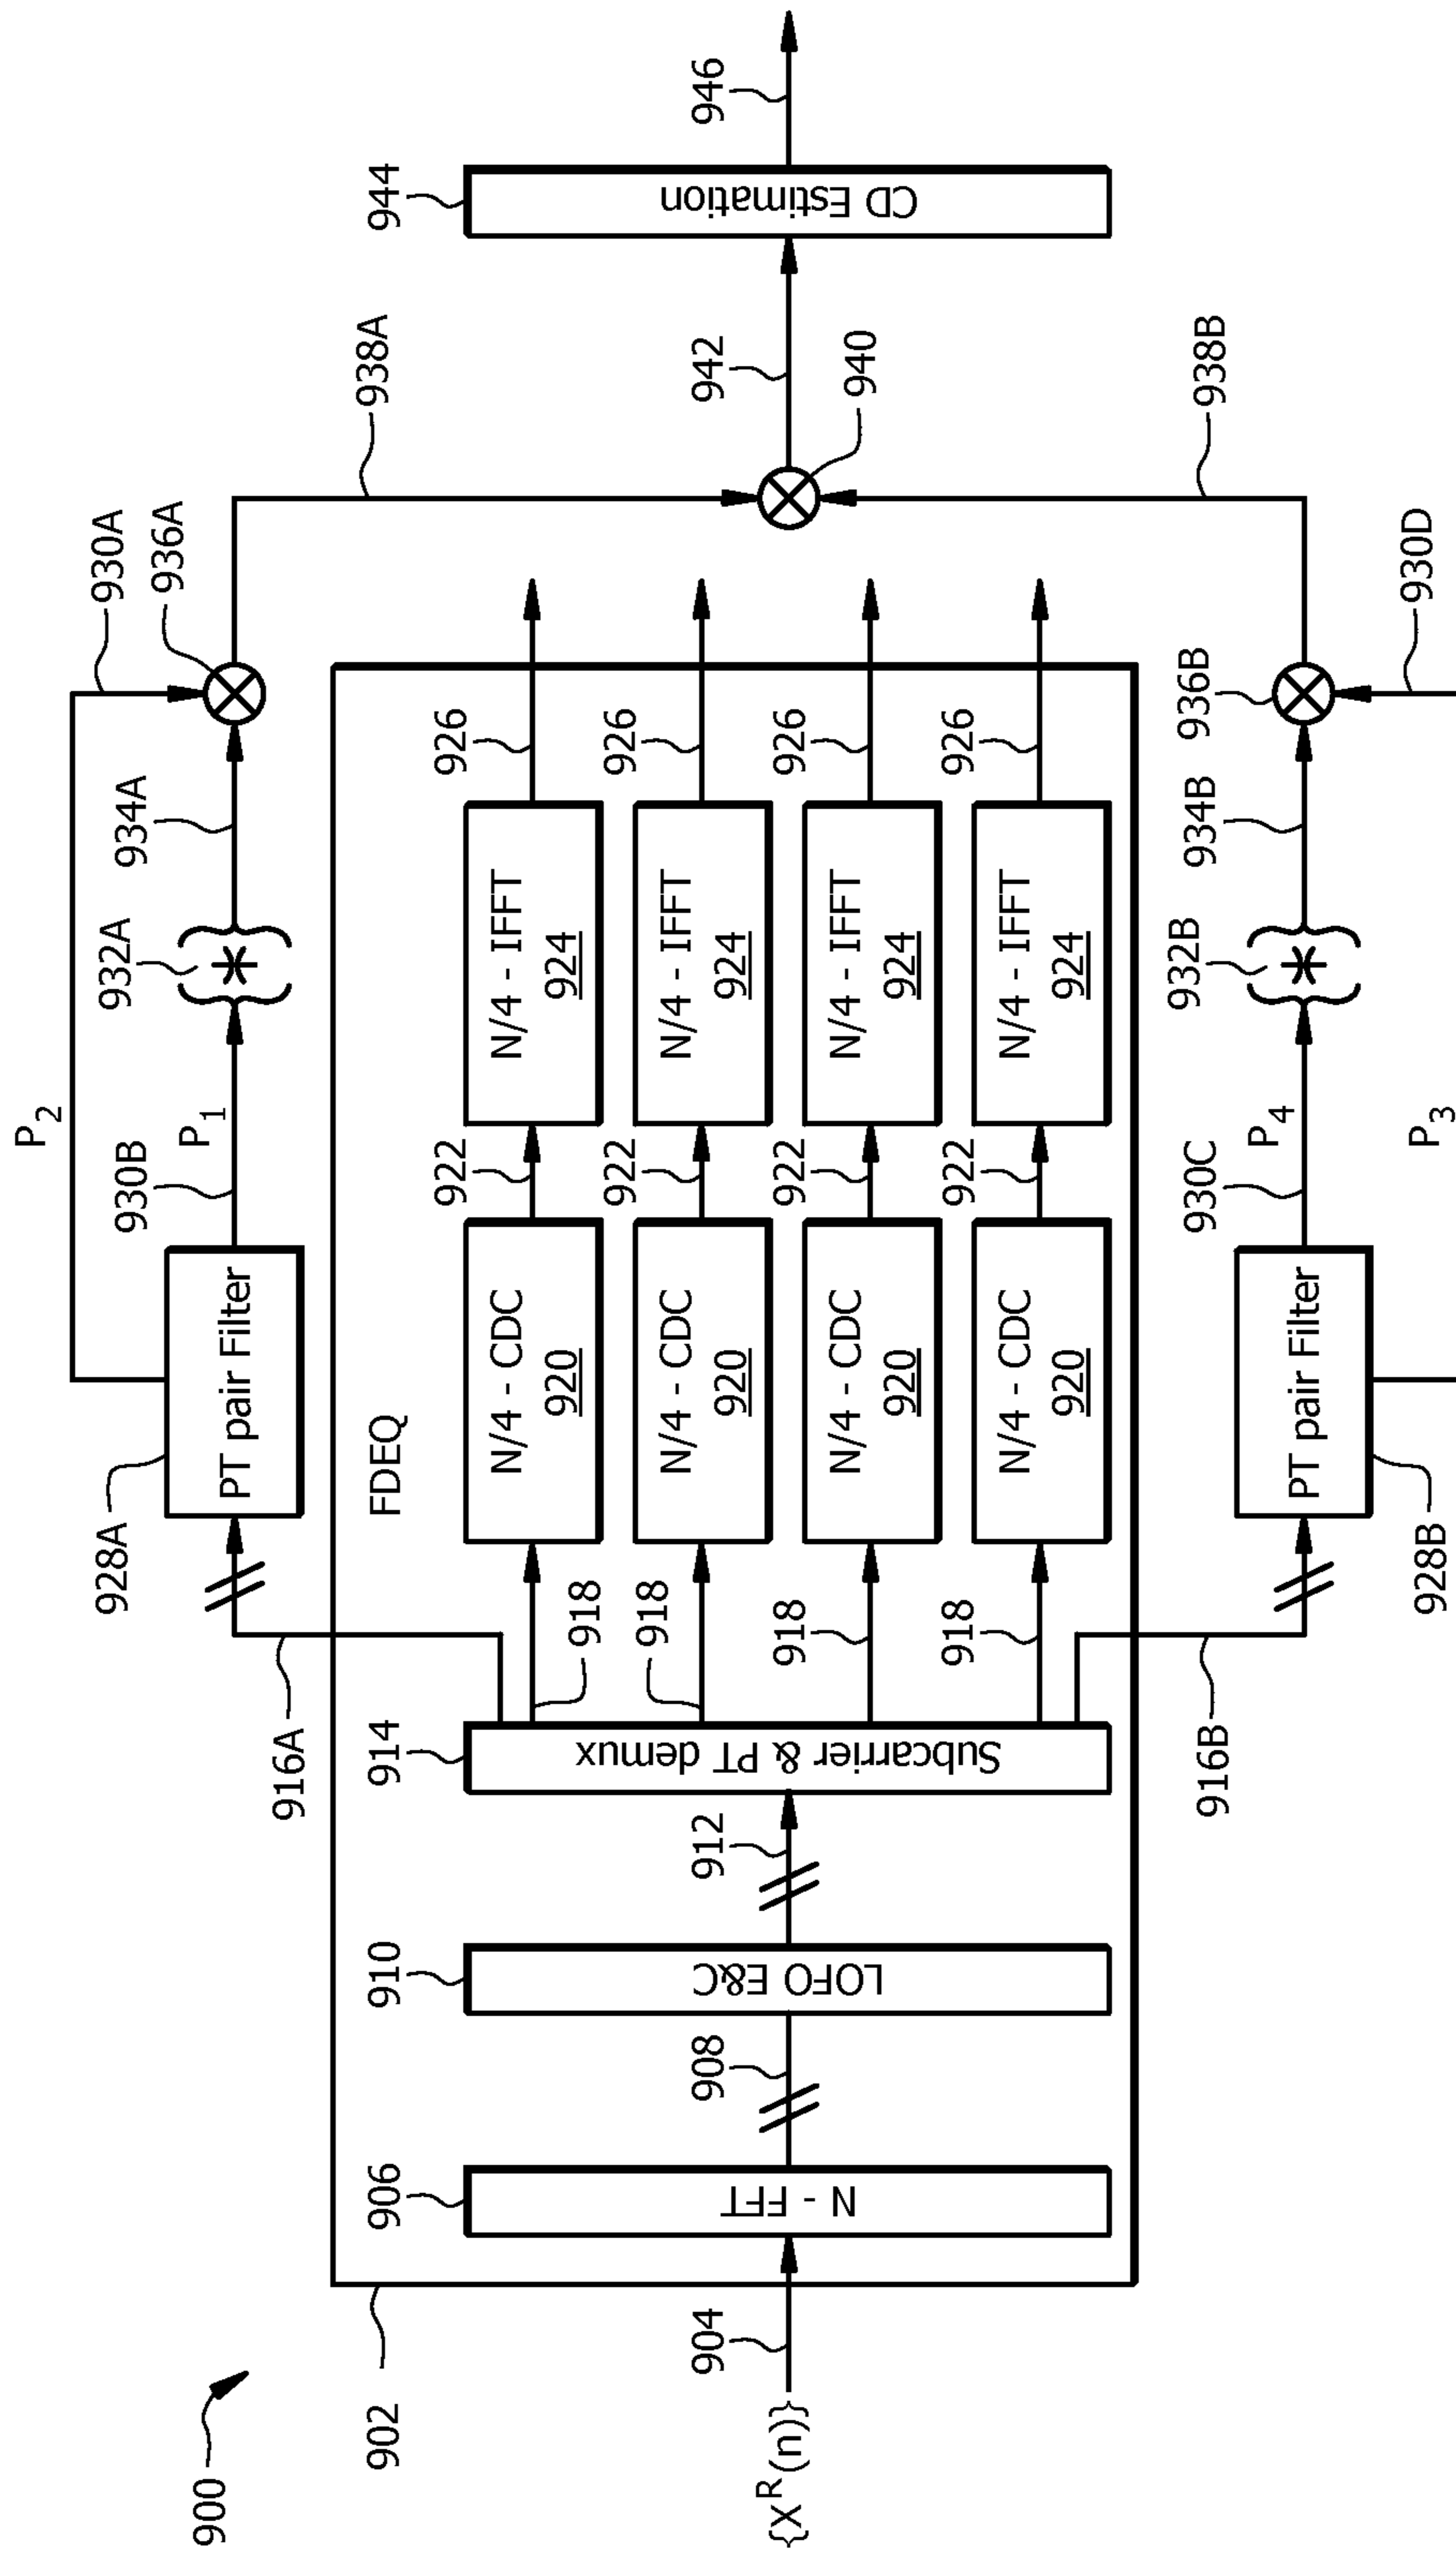 900
902
{X^R(n)}
904
906
N - FFT
908
910
LOFO E&C
912
914
Subcarrier & PT demux
916A
916B
918
918
918
918
FDEQ
N/4 - CDC
920
N/4 - CDC
920
N/4 - CDC
920
N/4 - CDC
920
922
922
922
922
N/4 - IFFT
924
N/4 - IFFT
924
N/4 - IFFT
924
N/4 - IFFT
924
926
926
926
926
928A
PT pair Filter
P₂
930A
930B
P₁
932A
934A
936A
938A
928B
PT pair Filter
930C
P₄
P₃
930D
932B
934B
936B
938B
940
942
944
CD Estimation
946